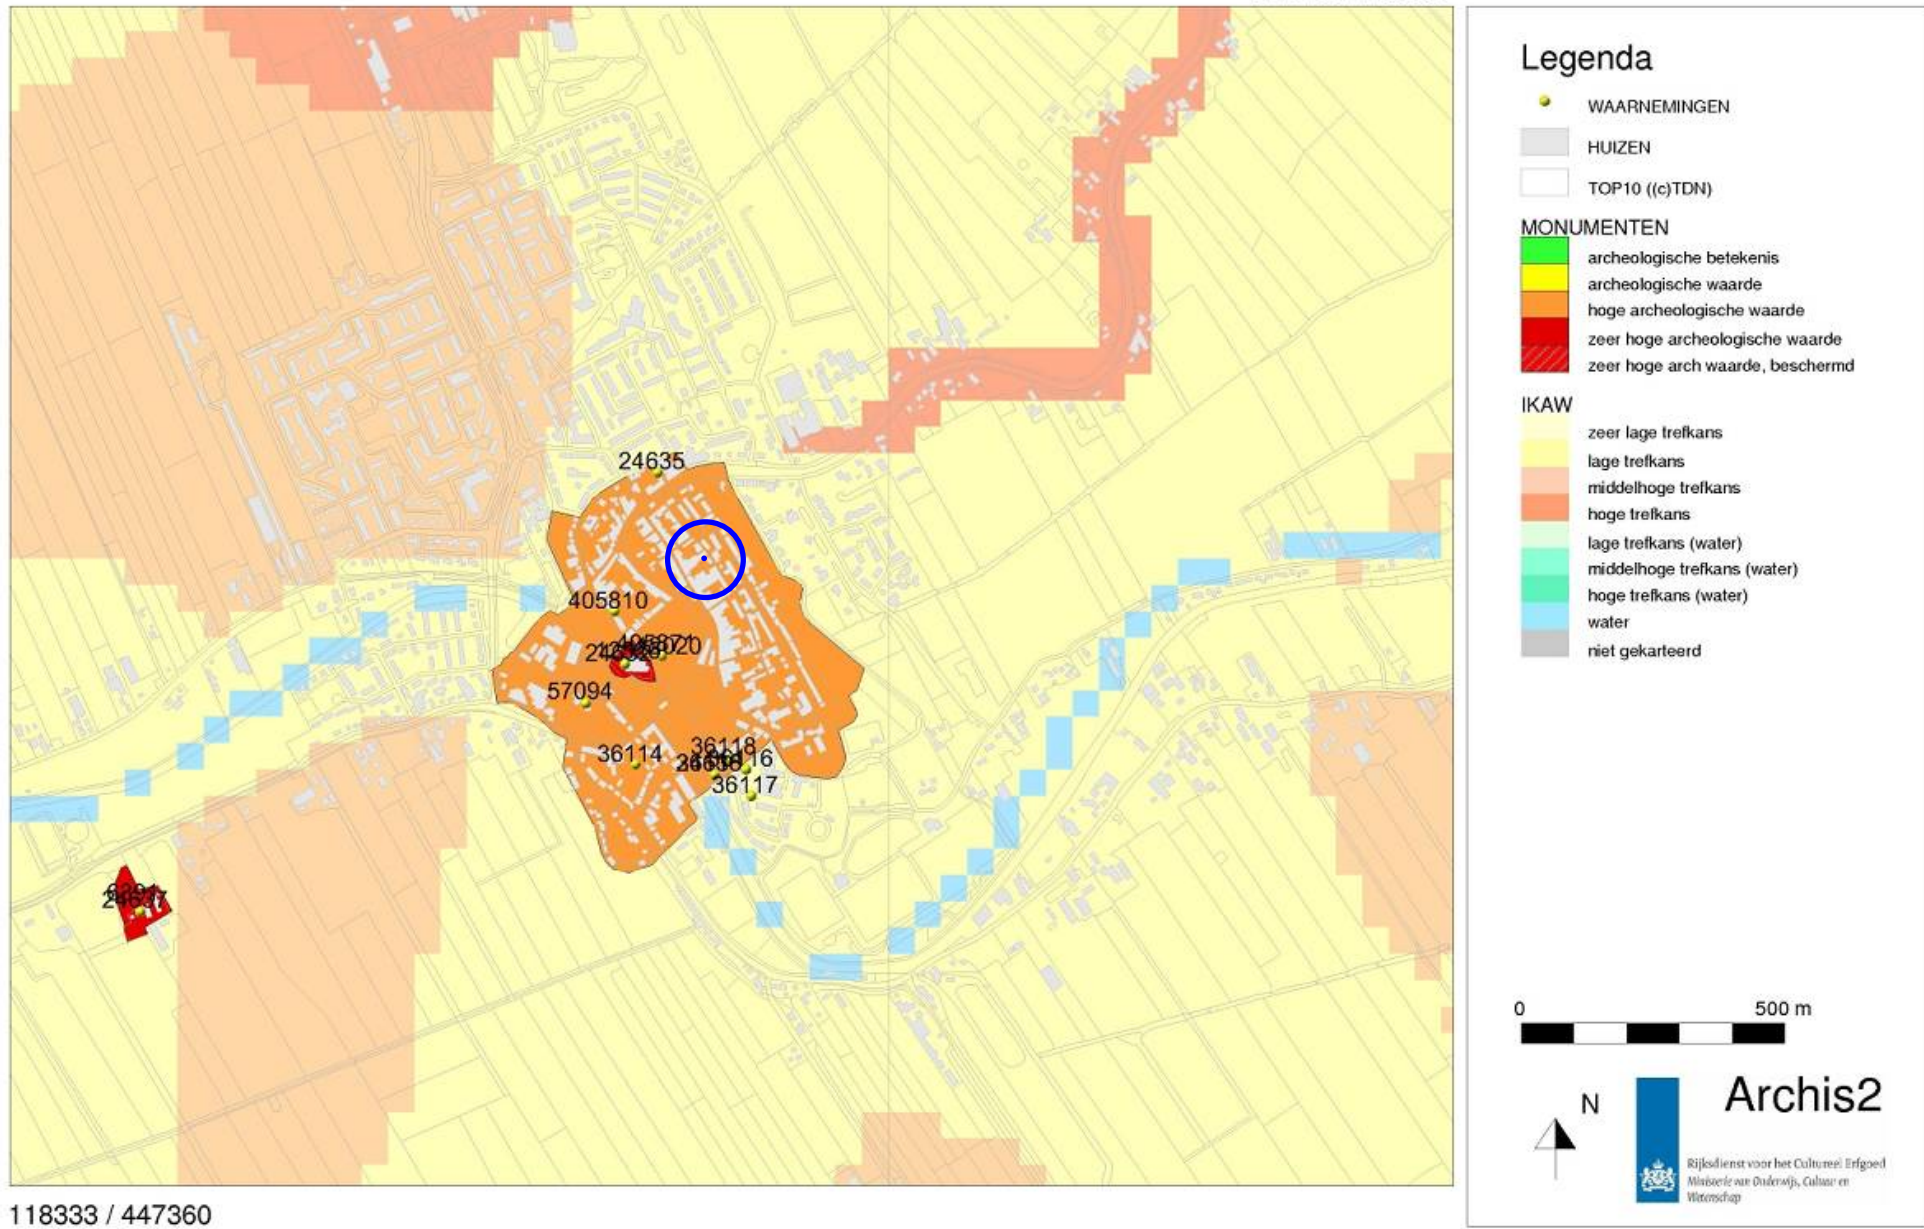 Legenda
WAARNEMINGEN
HUIZEN
TOP10 ((c)TDN)
MONUMENTEN
archeologische betekenis
archeologische waarde
hoge archeologische waarde
zeer hoge archeologische waarde
zeer hoge arch waarde, beschermd
IKAW
zeer lage trefkans
lage trefkans
middelhoge trefkans
hoge trefkans
lage trefkans (water)
middelhoge trefkans (water)
hoge trefkans (water)
water
niet gekarteerd
24635
405810
57094
36114
36118
36117
24637
0 500 m
N
Archis2
Rijksdienst voor het Cultureel Erfgoed
Ministerie van Onderwijs, Cultuur en
Wetenschap
118333 / 447360